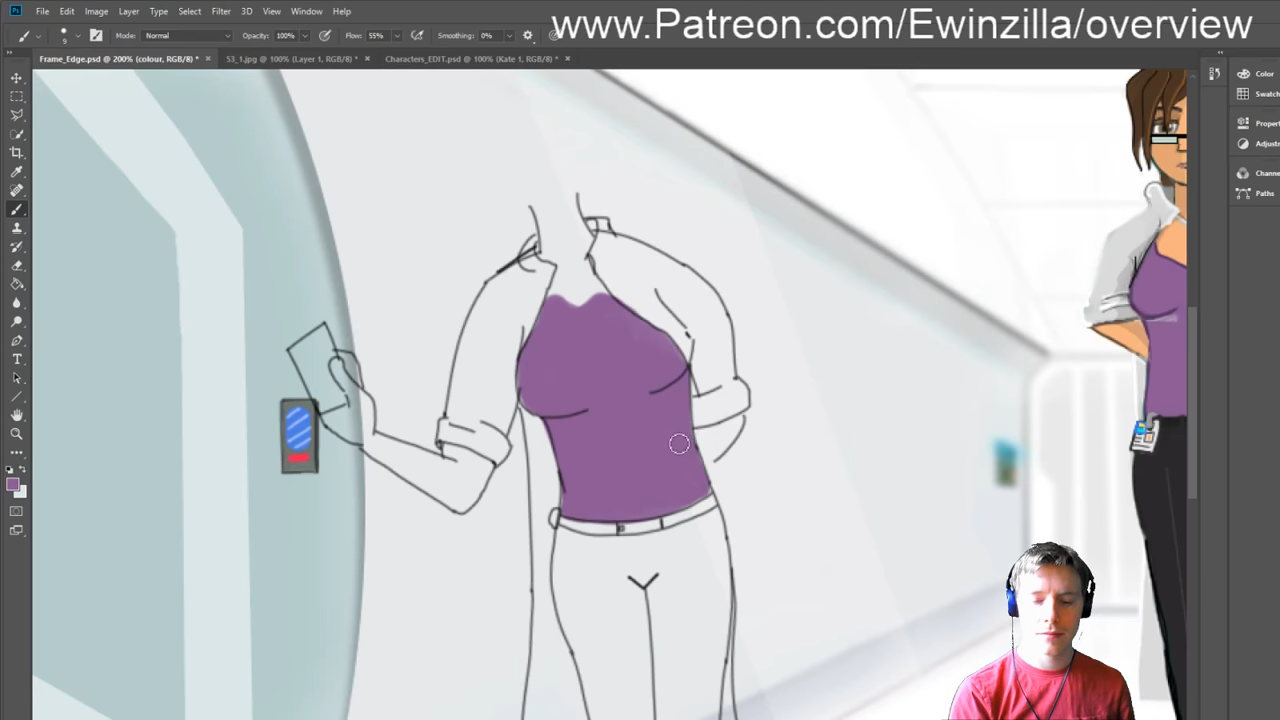 www.Patreon.com/Ewinzilla/overview
Ps File Edit Image Layer Type Select Filter 3D View Window Help
9 Mode: Normal Opacity: 100% Flow: 55% Smoothing: 0%
Frame_Edge.psd @ 200% (colour, RGB/8) * × 53_1.jpg @ 100% (Layer 1, RGB/8) * × Characters_EDIT.psd @ 100% (Kate 1, RGB/8) * ×
Color
Swatch
Propert
Adjustm
Channe
Paths